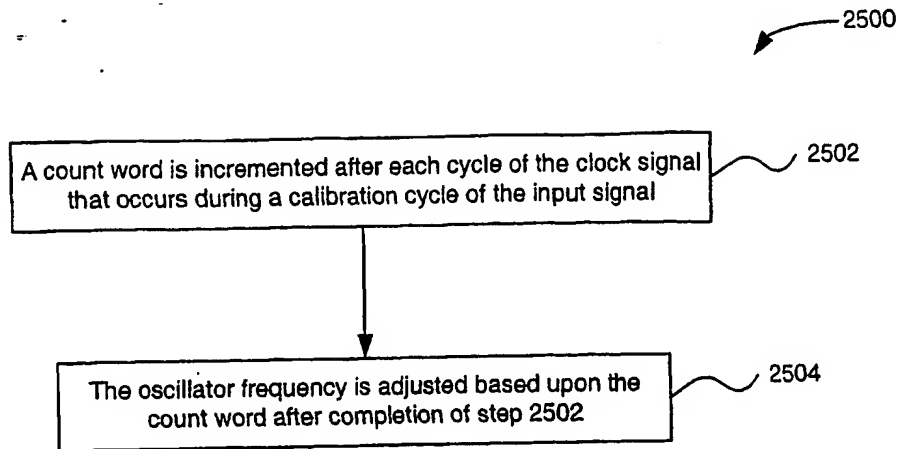 2500
A count word is incremented after each cycle of the clock signal
that occurs during a calibration cycle of the input signal
2502
The oscillator frequency is adjusted based upon the
count word after completion of step 2502
2504